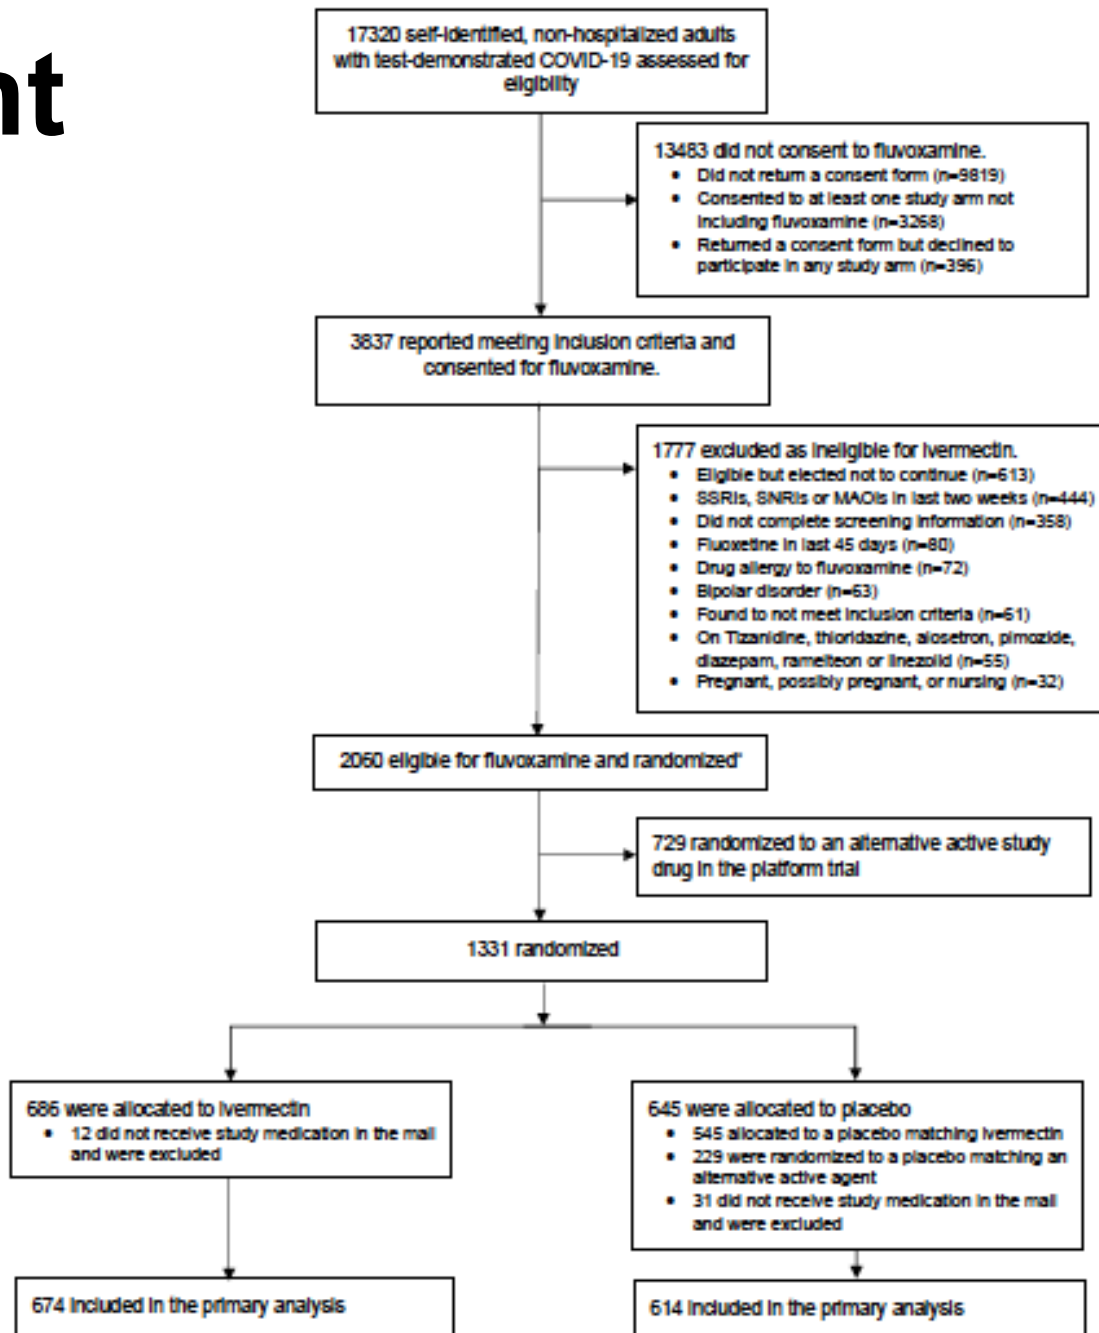 nt
17320 self-identified, non-hospitalized adults
with test-demonstrated COVID-19 assessed for
eligibility
13483 did not consent to fluvoxamine.
• Did not return a consent form (n=9819)
• Consented to at least one study arm not
including fluvoxamine (n=3268)
• Returned a consent form but declined to
participate in any study arm (n=396)
3837 reported meeting inclusion criteria and
consented for fluvoxamine.
1777 excluded as ineligible for ivermectin.
• Eligible but elected not to continue (n=613)
• SSRIs, SNRIs or MAOIs in last two weeks (n=444)
• Did not complete screening information (n=358)
• Fluoxetine in last 45 days (n=80)
• Drug allergy to fluvoxamine (n=72)
• Bipolar disorder (n=63)
• Found to not meet inclusion criteria (n=61)
• On Tizanidine, thioridazine, alosetron, pimozide,
diazepam, ramelteon or linezolid (n=55)
• Pregnant, possibly pregnant, or nursing (n=32)
2060 eligible for fluvoxamine and randomized*
729 randomized to an alternative active study
drug in the platform trial
1331 randomized
686 were allocated to ivermectin
• 12 did not receive study medication in the mail
and were excluded
645 were allocated to placebo
• 545 allocated to a placebo matching ivermectin
• 229 were randomized to a placebo matching an
alternative active agent
• 31 did not receive study medication in the mail
and were excluded
674 included in the primary analysis
614 included in the primary analysis